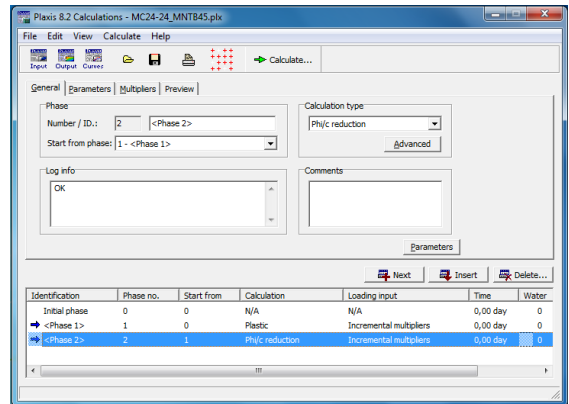 Plaxis 8.2 Calculations - MC24-24_MNTB45.plx
File Edit View Calculate Help
Input Output Curves Calculate...
General Parameters Multipliers Preview
Phase
Number / ID.: 2 <Phase 2>
Start from phase: 1 - <Phase 1>
Calculation type
Phi/c reduction
Advanced
Log info
OK
Comments
Parameters
Next Insert Delete...
Identification Phase no. Start from Calculation Loading input Time Water
Initial phase 0 0 N/A N/A 0,00 day 0
<Phase 1> 1 0 Plastic Incremental multipliers 0,00 day 0
<Phase 2> 2 1 Phi/c reduction Incremental multipliers 0,00 day 0